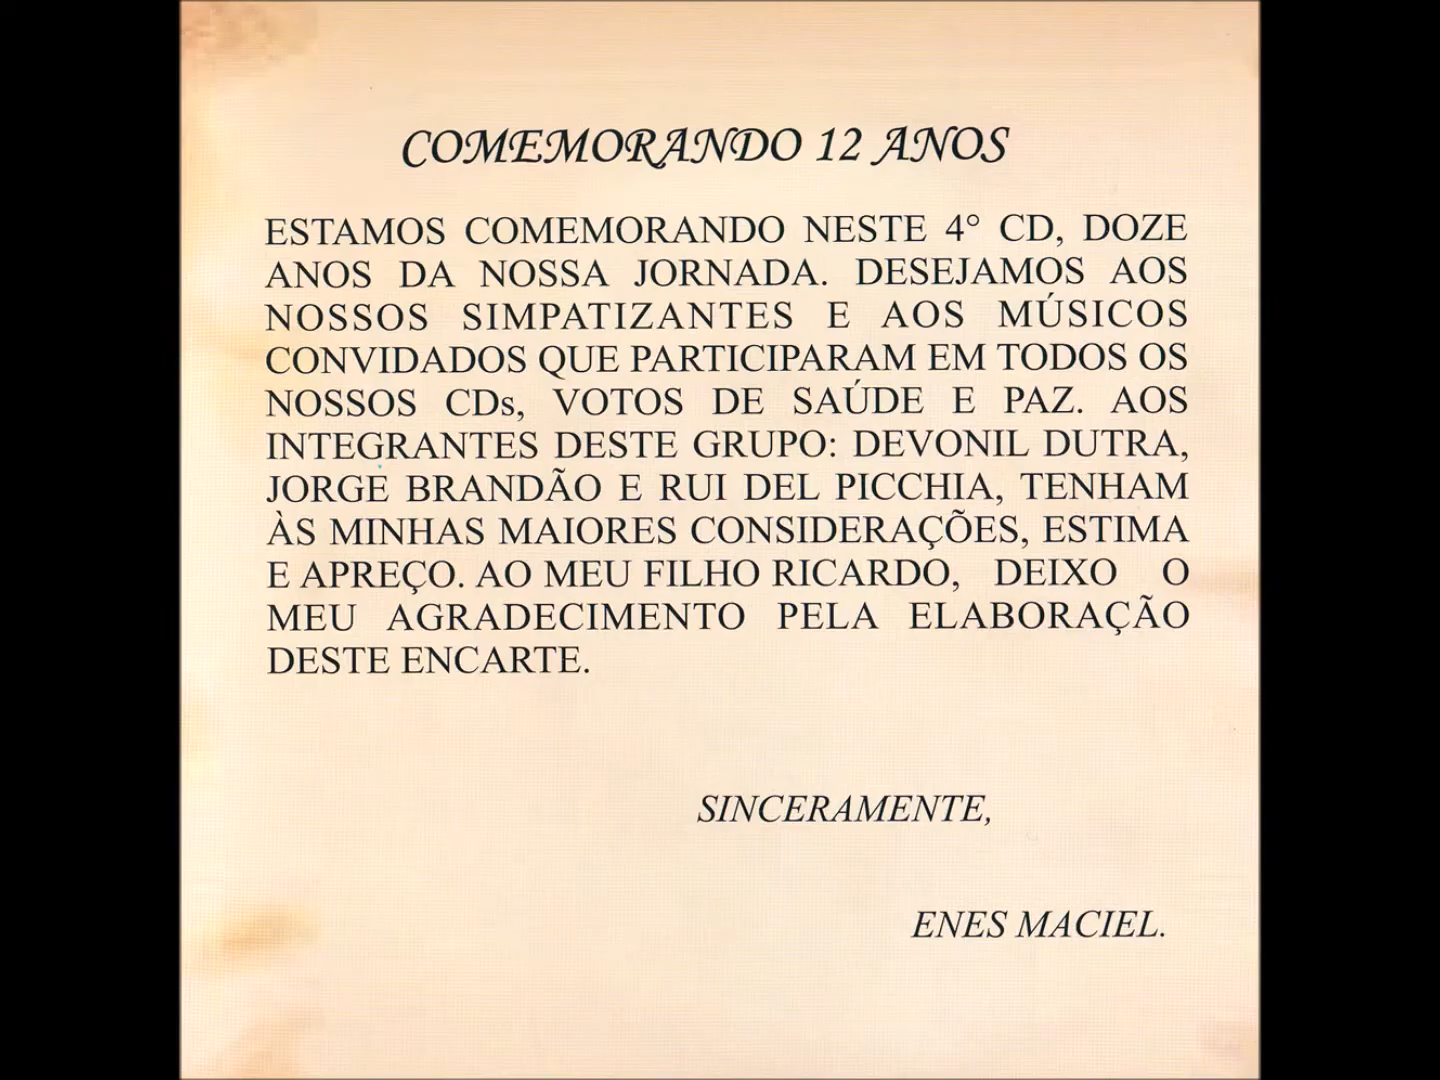 COMEMORANDO 12 ANOS
ESTAMOS COMEMORANDO NESTE 4° CD, DOZE
ANOS DA NOSSA JORNADA. DESEJAMOS AOS
NOSSOS SIMPATIZANTES E AOS MÚSICOS
CONVIDADOS QUE PARTICIPARAM EM TODOS OS
NOSSOS CDs, VOTOS DE SAÚDE E PAZ. AOS
INTEGRANTES DESTE GRUPO: DEVONIL DUTRA,
JORGE BRANDÃO E RUI DEL PICCHIA, TENHAM
ÀS MINHAS MAIORES CONSIDERAÇÕES, ESTIMA
E APREÇO. AO MEU FILHO RICARDO, DEIXO O
MEU AGRADECIMENTO PELA ELABORAÇÃO
DESTE ENCARTE.
SINCERAMENTE,
ENES MACIEL.